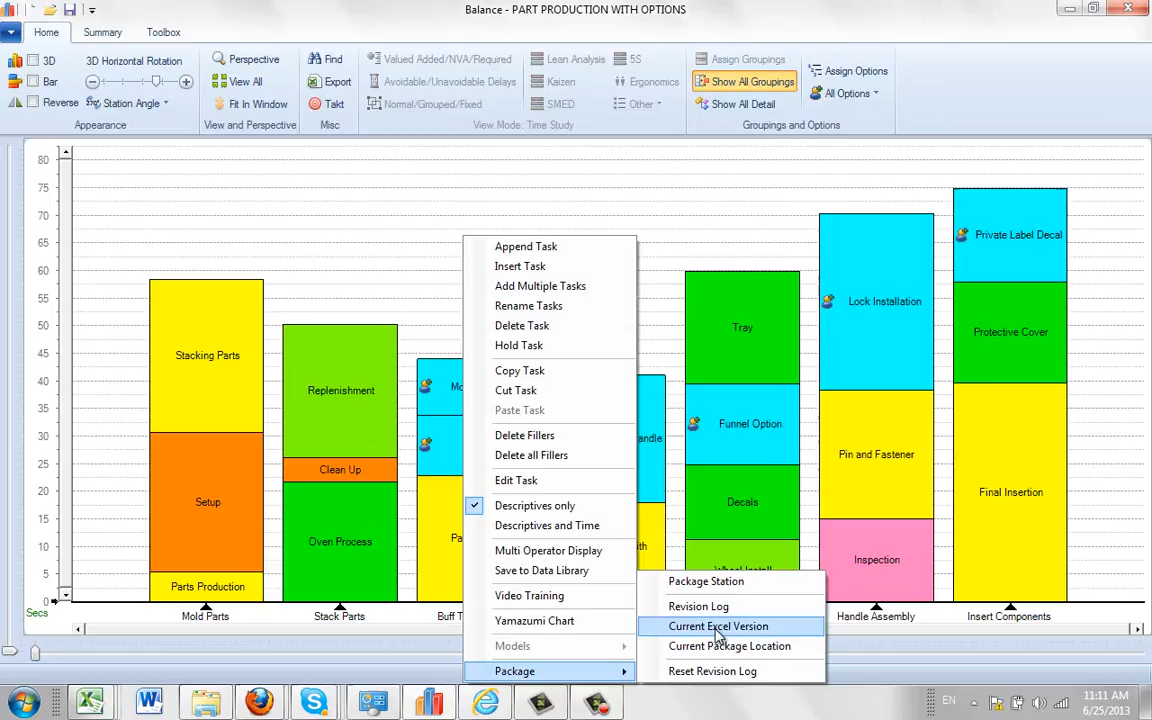 Balance - PART PRODUCTION WITH OPTIONS
Home Summary Toolbox
3D 3D Horizontal Rotation
Bar
Reverse Station Angle
Appearance
Perspective
View All
Fit In Window
View and Perspective
Find
Export
Takt
Misc
Valued Added/NVA/Required Lean Analysis 5S
Avoidable/Unavoidable Delays Kaizen Ergonomics
Normal/Grouped/Fixed SMED Other
View Mode: Time Study
Assign Groupings
Show All Groupings
Show All Detail
Assign Options
All Options
Groupings and Options
80
75
70
65
60
55
50
45
40
35
30
25
20
15
10
5
0
Secs
Stacking Parts
Setup
Parts Production
Mold Parts
Replenishment
Clean Up
Oven Process
Stack Parts
Mo
Pa
Buff T
andle
ith
Tray
Funnel Option
Decals
Wheel Install
Lock Installation
Pin and Fastener
Inspection
Handle Assembly
Private Label Decal
Protective Cover
Final Insertion
Insert Components
Append Task
Insert Task
Add Multiple Tasks
Rename Tasks
Delete Task
Hold Task
Copy Task
Cut Task
Paste Task
Delete Fillers
Delete all Fillers
Edit Task
Descriptives only
Descriptives and Time
Multi Operator Display
Save to Data Library
Video Training
Yamazumi Chart
Models
Package
Package Station
Revision Log
Current Excel Version
Current Package Location
Reset Revision Log
EN
11:11 AM
6/25/2013